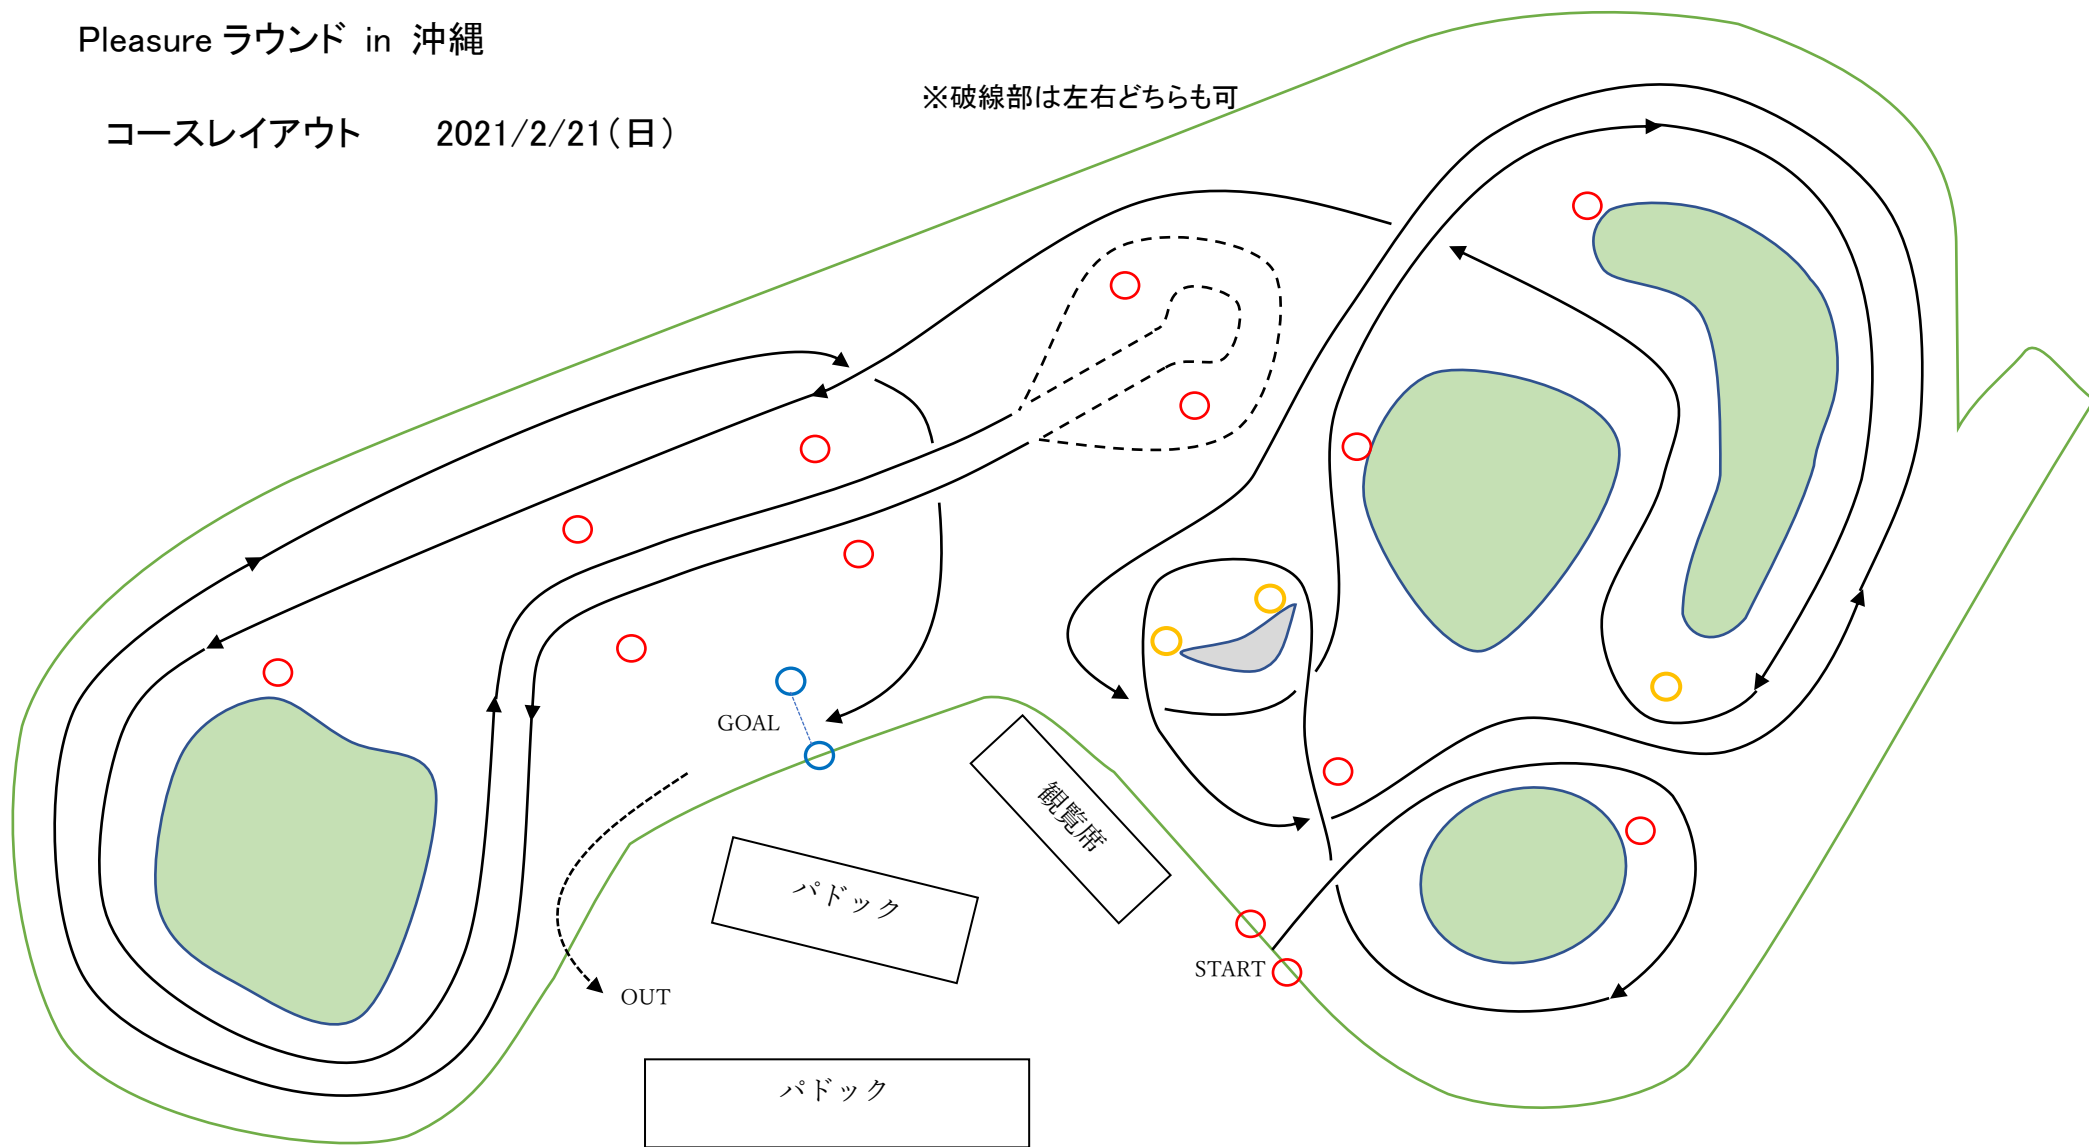 Pleasure ラウンド in 沖縄
※破線部は左右どちらも可
コースレイアウト 2021/2/21(日)
GOAL
観覧席
パドック
START
OUT
パドック